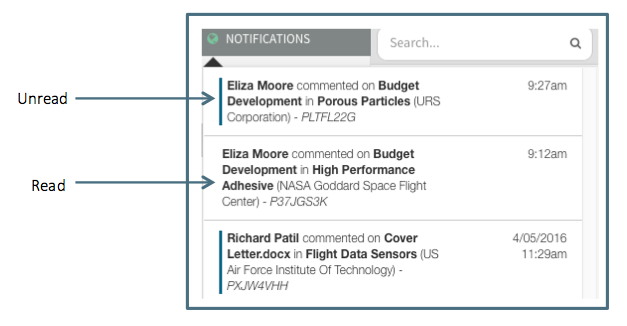 NOTIFICATIONS
Search...
Unread
Eliza Moore commented on Budget
Development in Porous Particles (URS
Corporation) - PLTFL22G
9:27am
Read
Eliza Moore commented on Budget
Development in High Performance
Adhesive (NASA Goddard Space Flight
Center) - P37JGS3K
9:12am
Richard Patil commented on Cover
Letter.docx in Flight Data Sensors (US
Air Force Institute Of Technology) -
PXJW4VHH
4/05/2016
11:29am